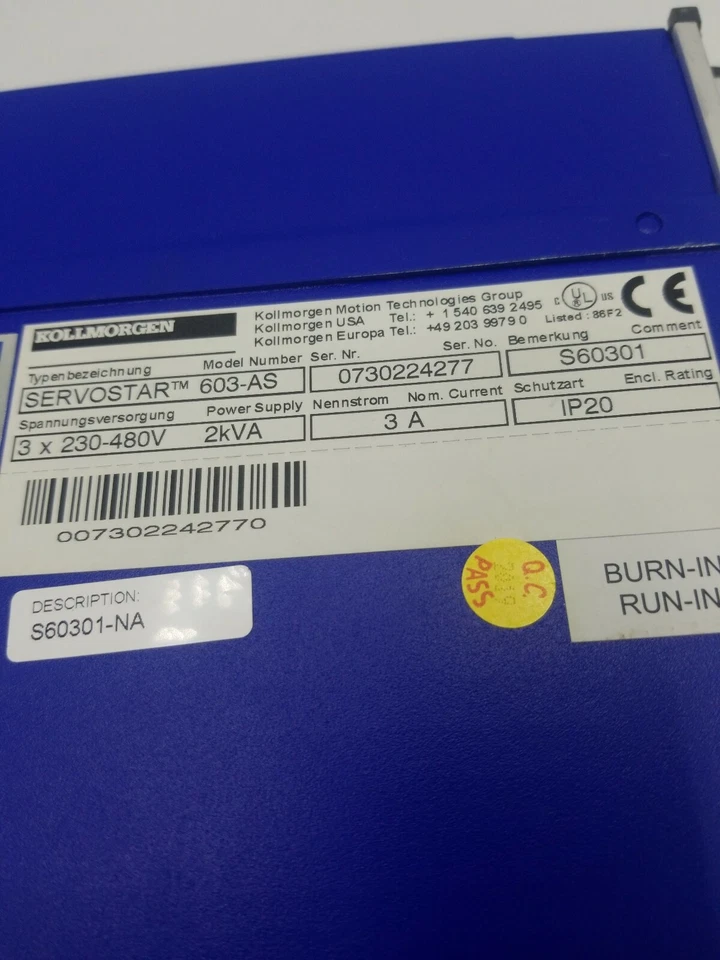 KOLLMORGEN
Kollmorgen Motion Technologies Group
Kollmorgen USA Tel.: + 1 540 639 2495
Kollmorgen Europa Tel.: +49 203 9979 0
C UL US
Listed : 86F2
CE
Typenbezeichnung Model Number
SERVOSTAR™ 603-AS
Ser. Nr. Ser. No.
0730224277
Bemerkung Comment
S60301
Spannungsversorgung Power Supply
3 x 230-480V 2kVA
Nennstrom Nom. Current
3 A
Schutzart Encl. Rating
IP20
007302242770
DESCRIPTION:
S60301-NA
Q.C.
PASS
BURN-IN
RUN-IN